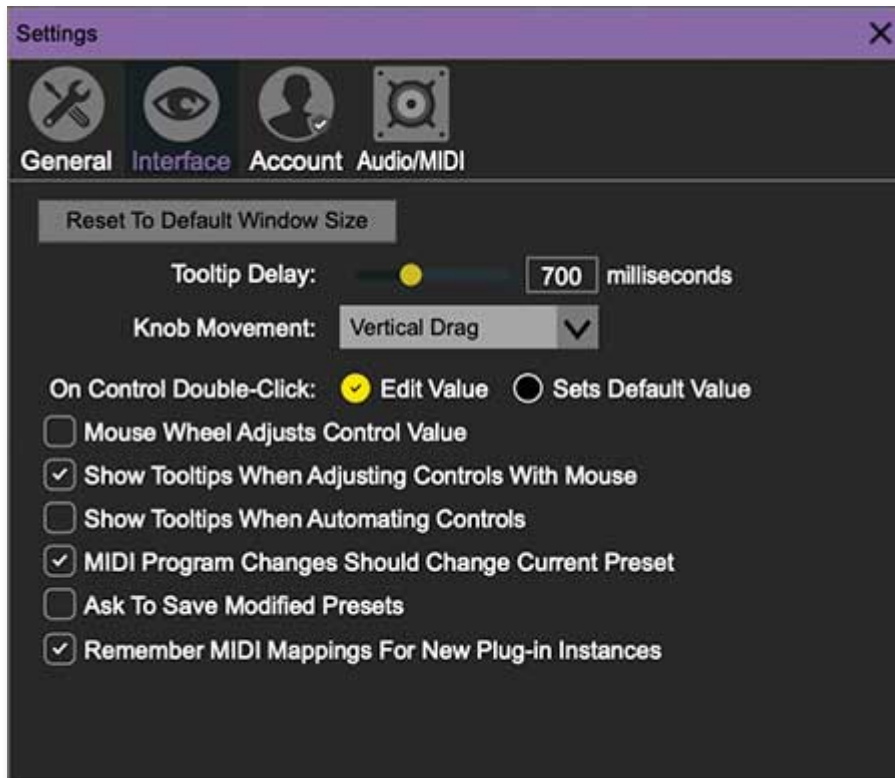 Settings
General Interface Account Audio/MIDI
Reset To Default Window Size
Tooltip Delay: 700 milliseconds
Knob Movement: Vertical Drag
On Control Double-Click: Edit Value Sets Default Value
Mouse Wheel Adjusts Control Value
Show Tooltips When Adjusting Controls With Mouse
Show Tooltips When Automating Controls
MIDI Program Changes Should Change Current Preset
Ask To Save Modified Presets
Remember MIDI Mappings For New Plug-in Instances